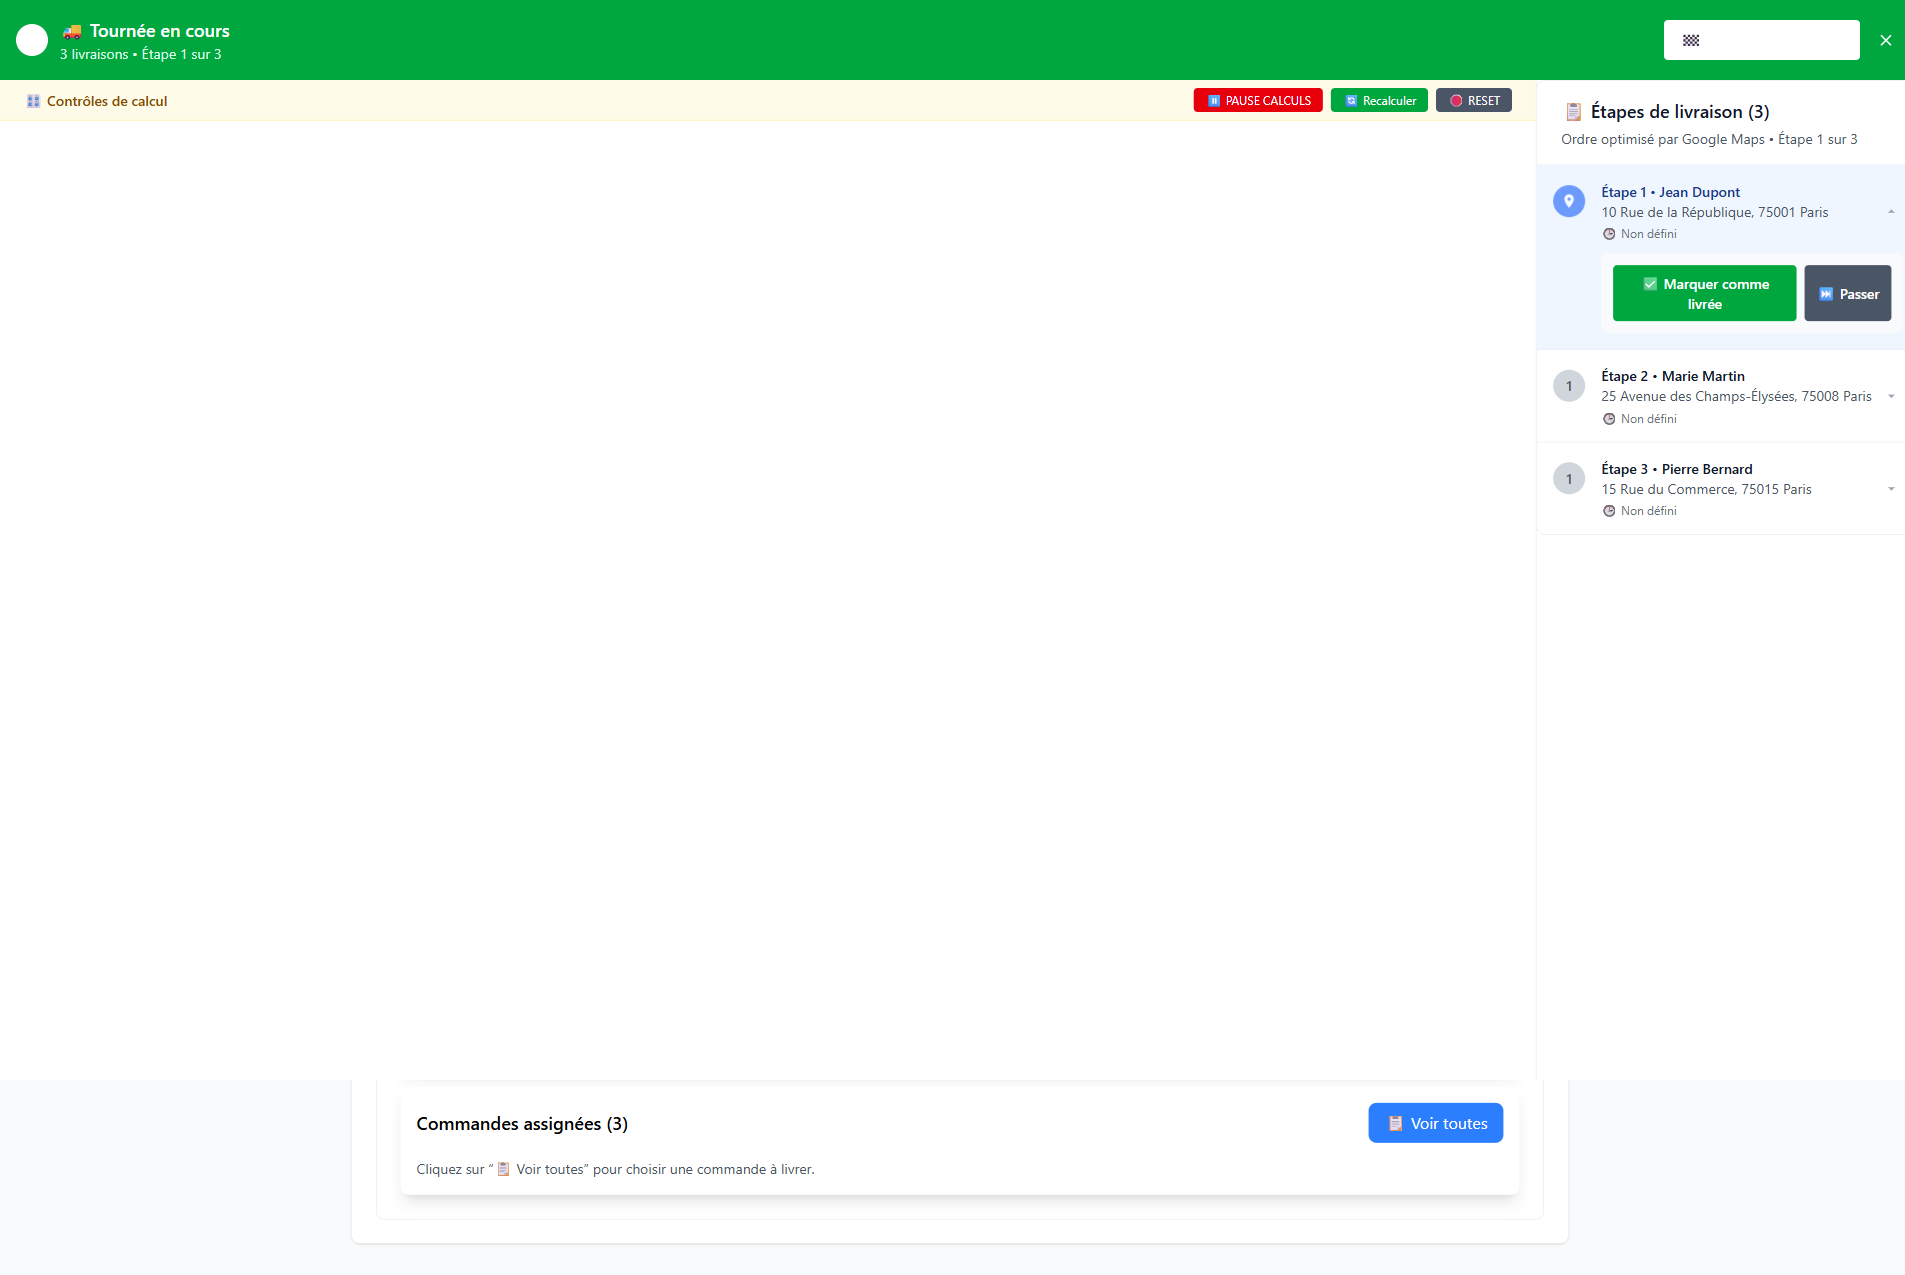 🚚 Tournée en cours
3 livraisons • Étape 1 sur 3
🏁
✕
🎛️ Contrôles de calcul
⏸️ PAUSE CALCULS
🔄 Recalculer
🛑 RESET
📋 Étapes de livraison (3)
Ordre optimisé par Google Maps • Étape 1 sur 3
Étape 1 • Jean Dupont
10 Rue de la République, 75001 Paris
🕒 Non défini
✅ Marquer comme
livrée
⏭️ Passer
1
Étape 2 • Marie Martin
25 Avenue des Champs-Élysées, 75008 Paris
🕒 Non défini
1
Étape 3 • Pierre Bernard
15 Rue du Commerce, 75015 Paris
🕒 Non défini
Commandes assignées (3)
📋 Voir toutes
Cliquez sur “📋 Voir toutes” pour choisir une commande à livrer.